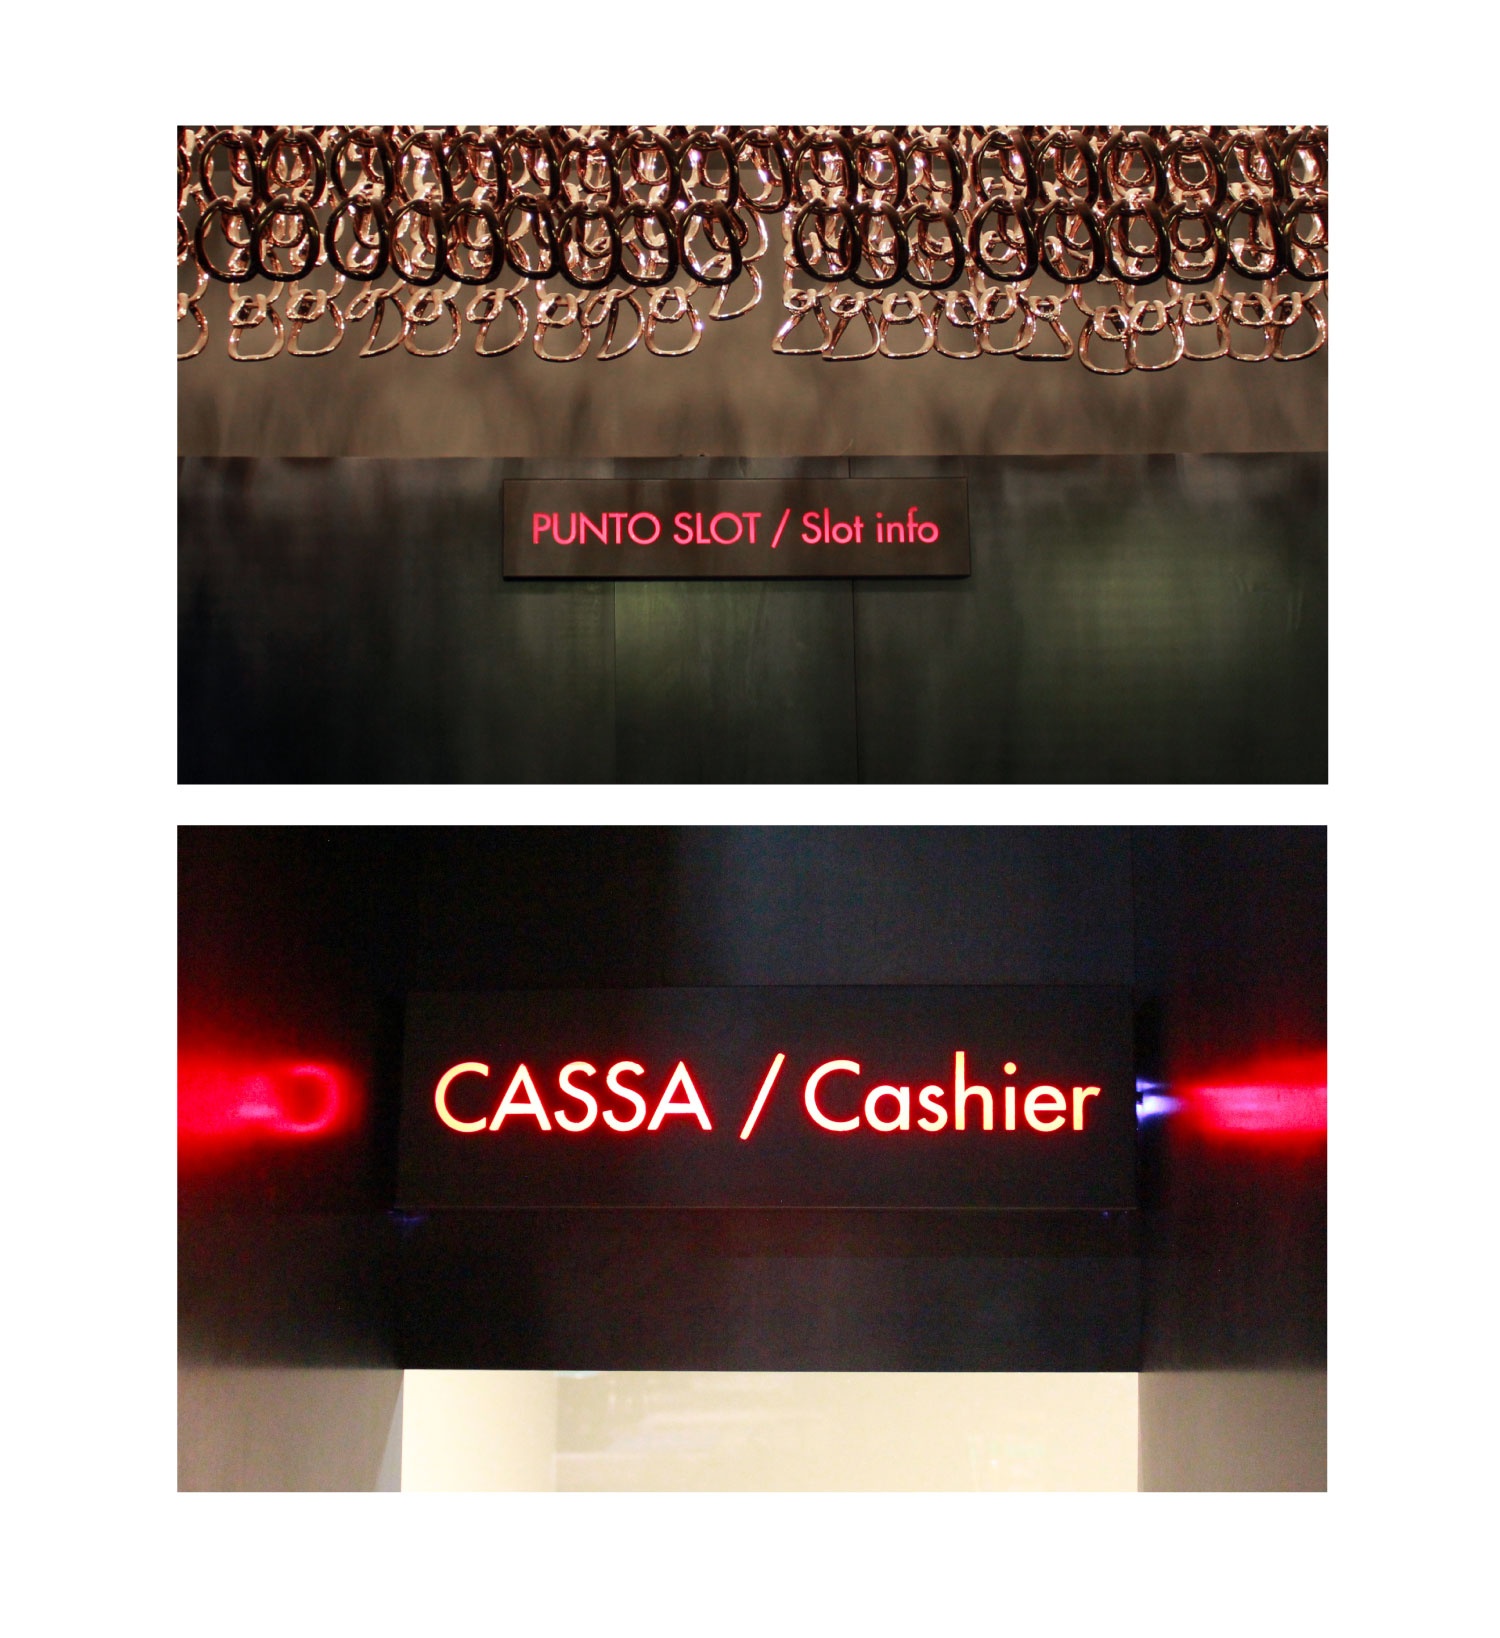 PUNTO SLOT / Slot info
CASSA / Cashier